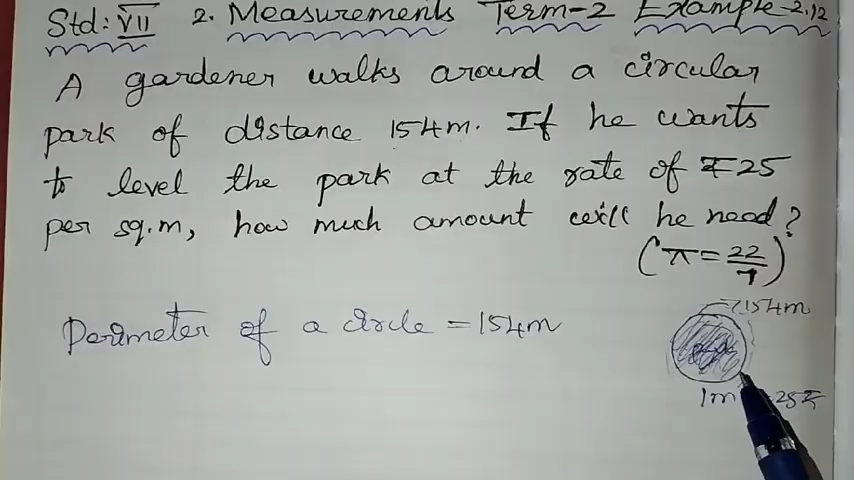 Std: VII 2. Measurements Term-2 Example-2.12
A gardener walks around a circular
park of distance 154m. If he wants
to level the park at the rate of ₹25
per sq.m, how much amount will he need?
(π = 22/7)
154m
Perimeter of a circle = 154m
1m 25₹